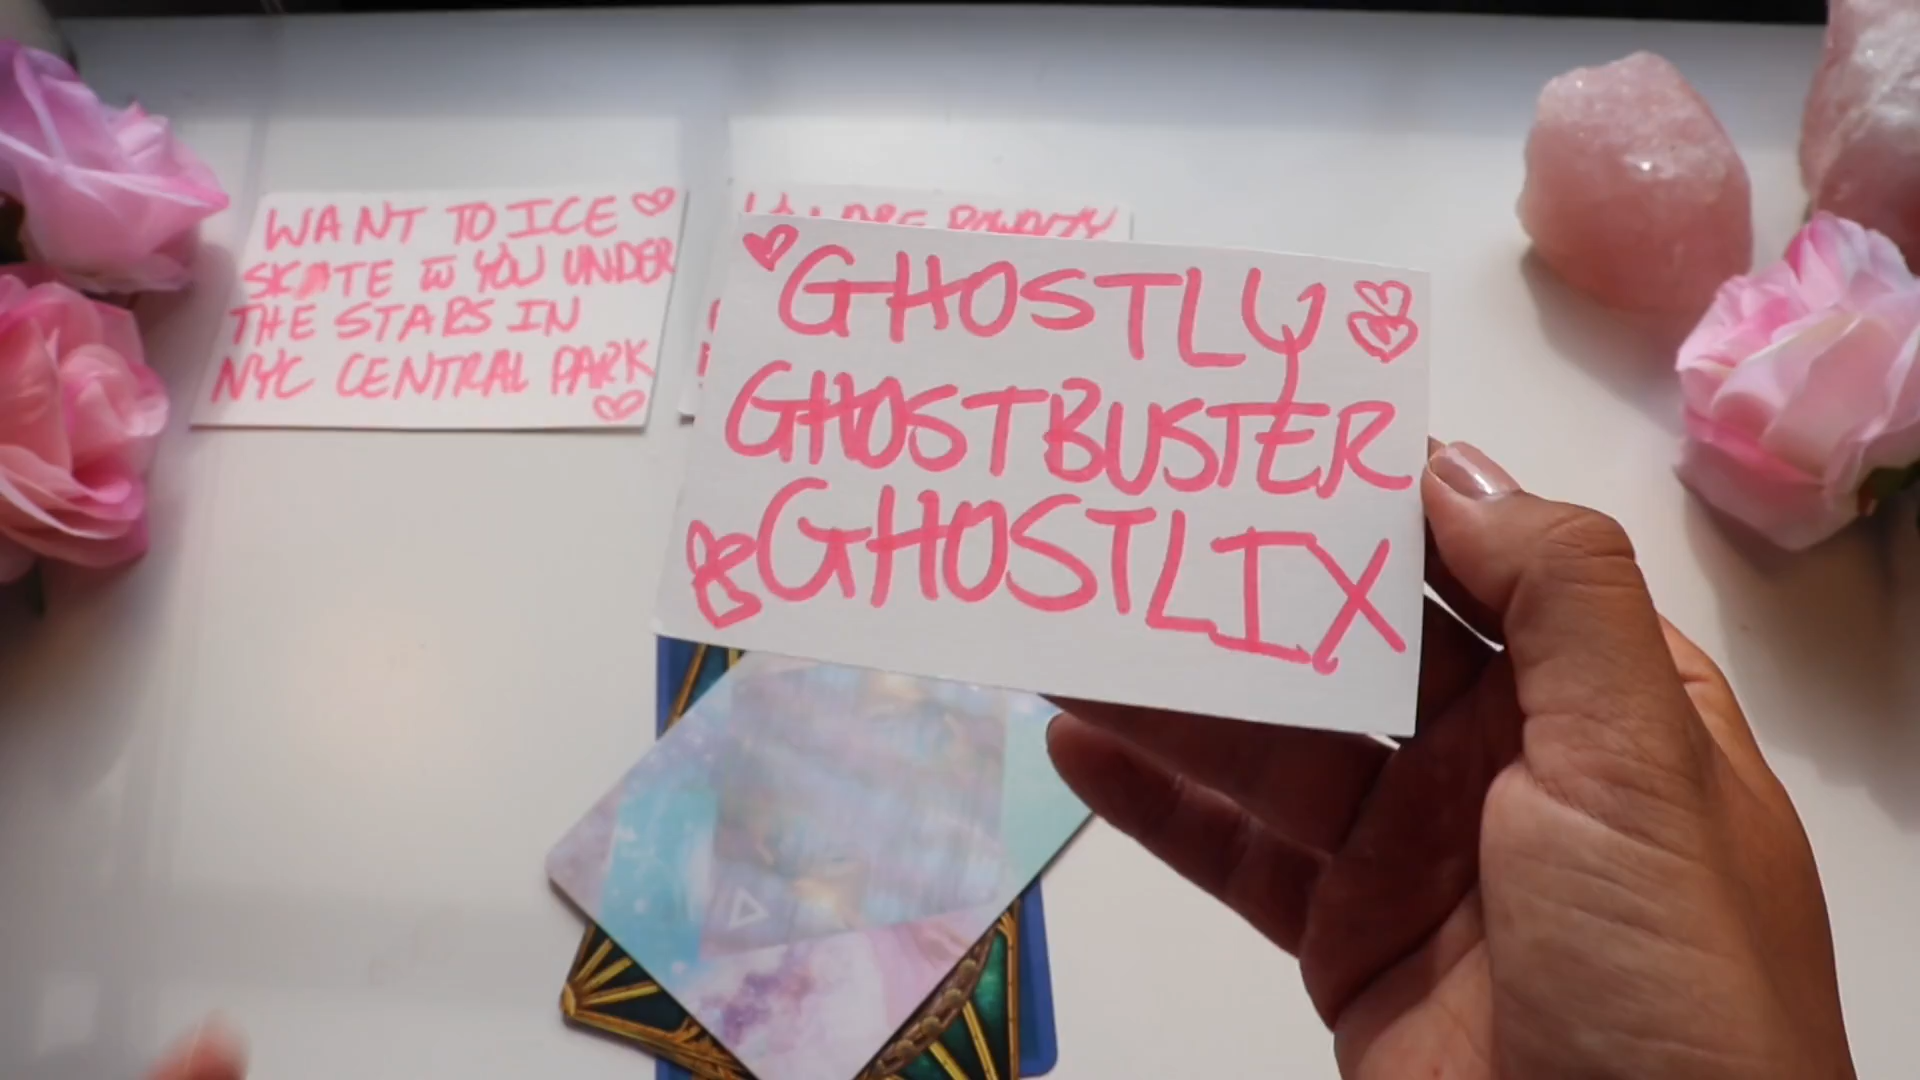 WANT TO ICE
SKATE W YOU UNDER
THE STARS IN
NYC CENTRAL PARK
GHOSTLY
GHOSTBUSTER
GHOSTLIX